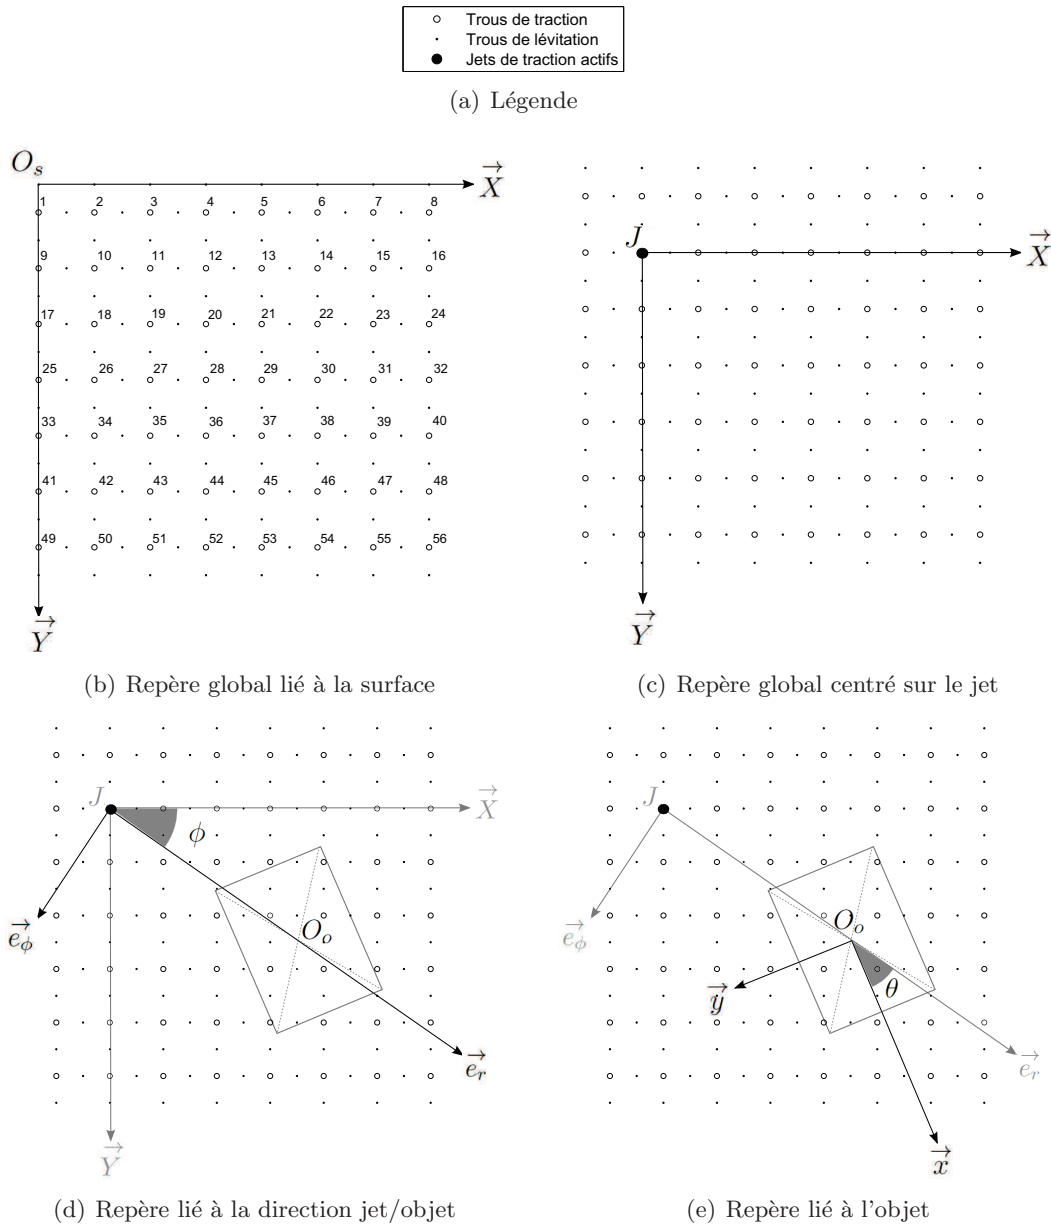 Trous de traction
Trous de lévitation
Jets de traction actifs
(a) Légende
O_s
X
1 2 3 4 5 6 7 8
9 10 11 12 13 14 15 16
17 18 19 20 21 22 23 24
25 26 27 28 29 30 31 32
33 34 35 36 37 38 39 40
41 42 43 44 45 46 47 48
49 50 51 52 53 54 55 56
Y
(b) Repère global lié à la surface
J
X
Y
(c) Repère global centré sur le jet
J
X
ϕ
e_ϕ
O_o
e_r
Y
(d) Repère lié à la direction jet/objet
J
e_ϕ
O_o
y
θ
e_r
x
(e) Repère lié à l'objet